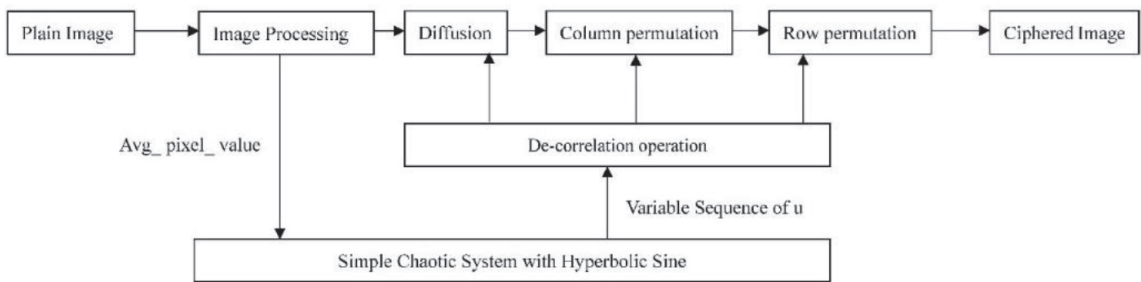 Plain Image
Image Processing
Diffusion
Column permutation
Row permutation
Ciphered Image
Avg_ pixel_ value
De-correlation operation
Variable Sequence of u
Simple Chaotic System with Hyperbolic Sine